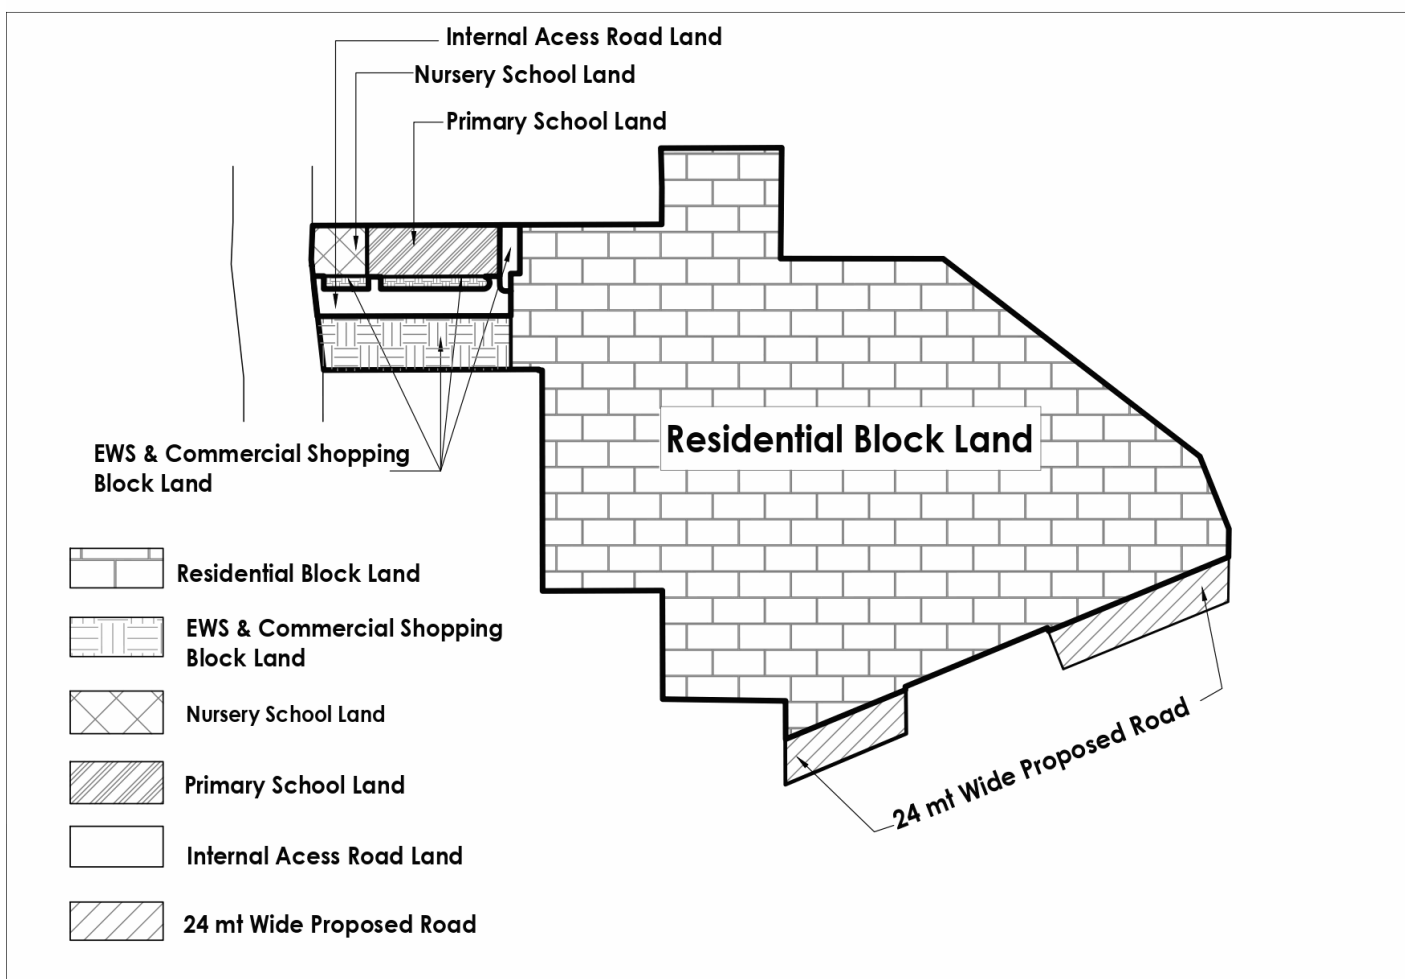 Internal Acess Road Land
Nursery School Land
Primary School Land
Residential Block Land
EWS & Commercial Shopping
Block Land
24 mt Wide Proposed Road
Residential Block Land
EWS & Commercial Shopping
Block Land
Nursery School Land
Primary School Land
Internal Acess Road Land
24 mt Wide Proposed Road